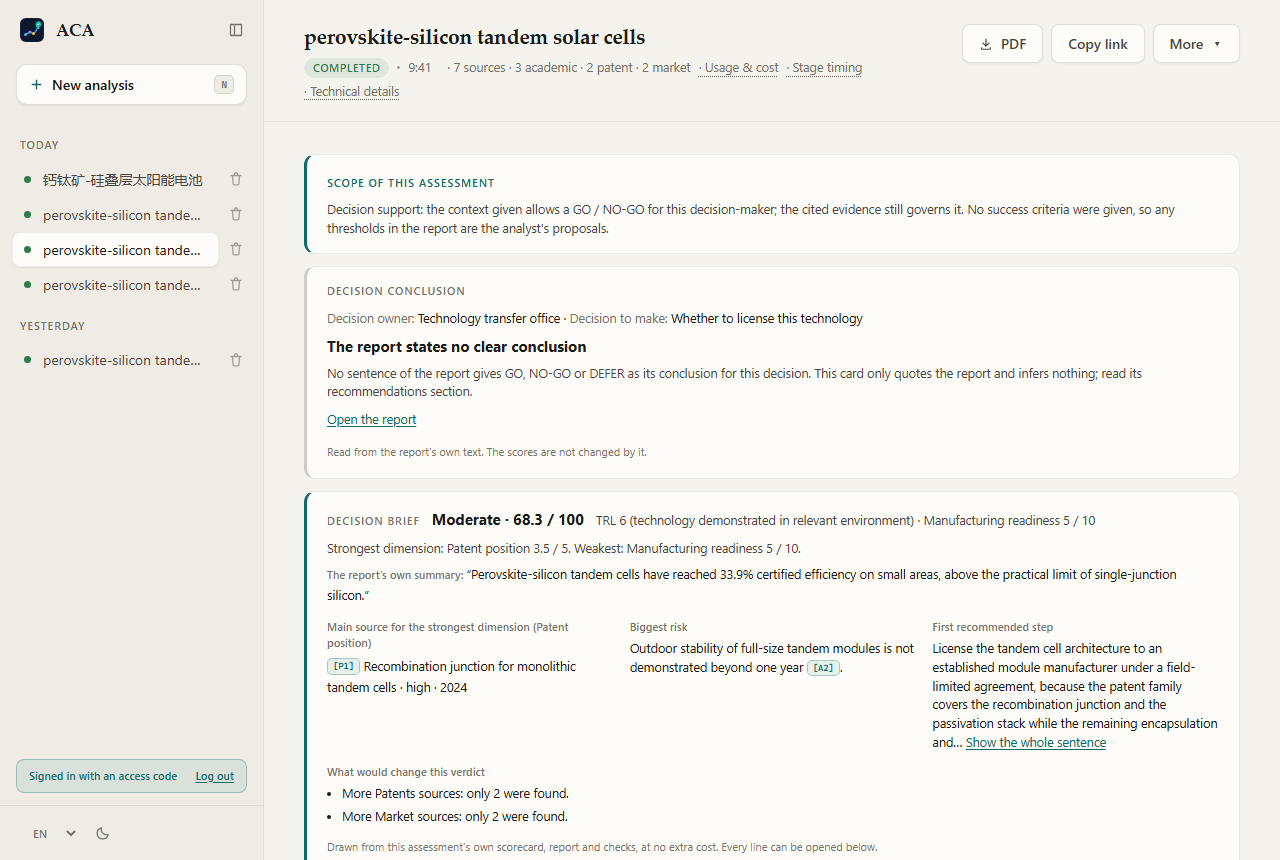 ACA
New analysis
N
TODAY
钙钛矿-硅叠层太阳能电池
perovskite-silicon tande...
perovskite-silicon tande...
perovskite-silicon tande...
YESTERDAY
perovskite-silicon tande...
Signed in with an access code Log out
EN
perovskite-silicon tandem solar cells
COMPLETED • 9:41 · 7 sources · 3 academic · 2 patent · 2 market · Usage & cost · Stage timing
· Technical details
PDF
Copy link
More
SCOPE OF THIS ASSESSMENT
Decision support: the context given allows a GO / NO-GO for this decision-maker; the cited evidence still governs it. No success criteria were given, so any
thresholds in the report are the analyst's proposals.
DECISION CONCLUSION
Decision owner: Technology transfer office · Decision to make: Whether to license this technology
The report states no clear conclusion
No sentence of the report gives GO, NO-GO or DEFER as its conclusion for this decision. This card only quotes the report and infers nothing; read its
recommendations section.
Open the report
Read from the report's own text. The scores are not changed by it.
DECISION BRIEF Moderate · 68.3 / 100 TRL 6 (technology demonstrated in relevant environment) · Manufacturing readiness 5 / 10
Strongest dimension: Patent position 3.5 / 5. Weakest: Manufacturing readiness 5 / 10.
The report's own summary: “Perovskite-silicon tandem cells have reached 33.9% certified efficiency on small areas, above the practical limit of single-junction
silicon.”
Main source for the strongest dimension (Patent
position)
[P1] Recombination junction for monolithic
tandem cells · high · 2024
Biggest risk
Outdoor stability of full-size tandem modules is not
demonstrated beyond one year [A2].
First recommended step
License the tandem cell architecture to an
established module manufacturer under a field-
limited agreement, because the patent family
covers the recombination junction and the
passivation stack while the remaining encapsulation
and... Show the whole sentence
What would change this verdict
• More Patents sources: only 2 were found.
• More Market sources: only 2 were found.
Drawn from this assessment's own scorecard, report and checks, at no extra cost. Every line can be opened below.